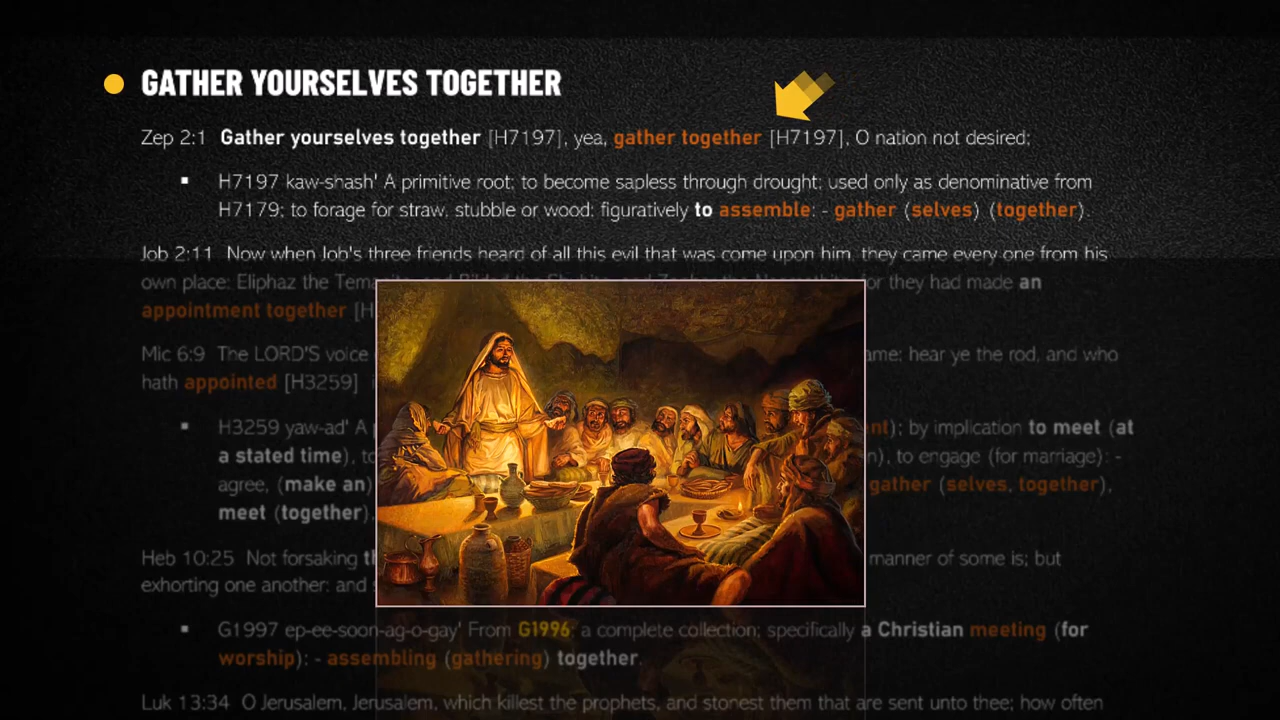 GATHER YOURSELVES TOGETHER
Zep 2:1 Gather yourselves together [H7197], yea, gather together [H7197], O nation not desired;
▪ H7197 kaw-shash' A primitive root; to become sapless through drought; used only as denominative from
H7179; to forage for straw, stubble or wood; figuratively to assemble: - gather (selves) (together).
Job 2:11 Now when Job's three friends heard of all this evil that was come upon him, they came every one from his
own place; Eliphaz the or they had made an
appointment together [H
Mic 6:9 The LORD'S voice ame: hear ye the rod, and who
hath appointed [H3259]
▪ H3259 yaw-ad' A nt); by implication to meet (at
a stated time), n), to engage (for marriage): -
agree, (make an) gather (selves, together),
meet (together),
Heb 10:25 Not forsaking manner of some is; but
exhorting one another: and
▪ G1997 ep-ee-soon-ag-o-gay' From G1996; a complete collection; specifically a Christian meeting (for
worship): - assembling (gathering) together.
Luk 13:34 O Jerusalem, Jerusalem, which killest the prophets, and stonest them that are sent unto thee; how often